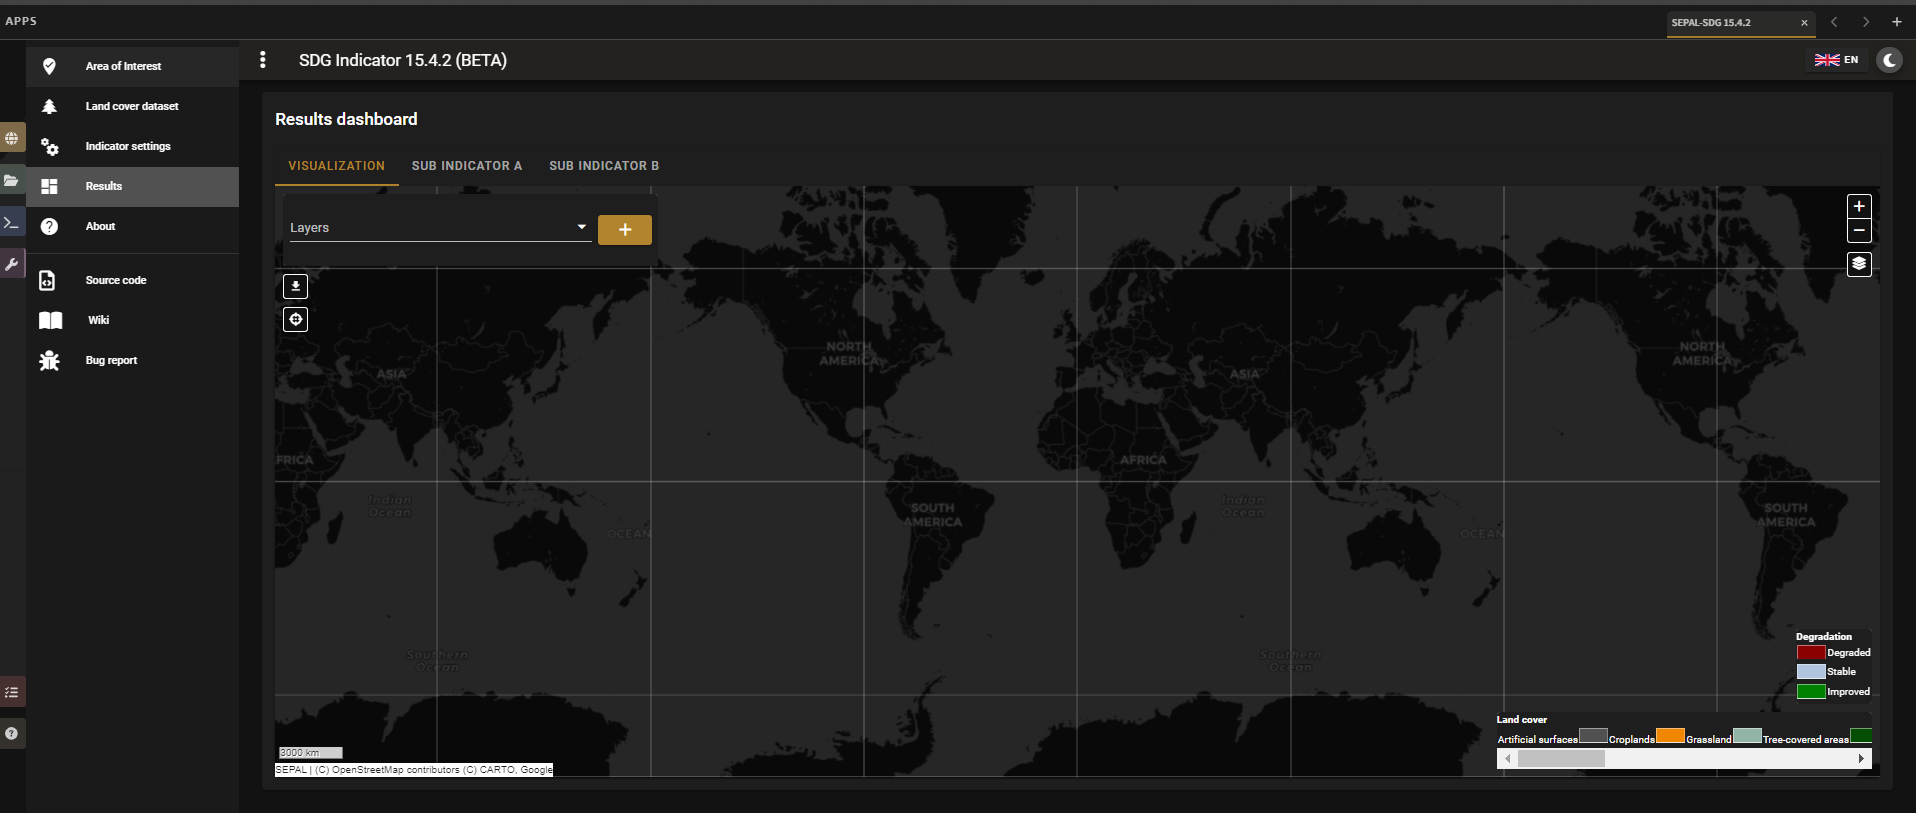 APPS
SEPAL-SDG 15.4.2
SDG Indicator 15.4.2 (BETA)
EN
Area of Interest
Land cover dataset
Indicator settings
Results
About
Source code
Wiki
Bug report
Results dashboard
VISUALIZATION SUB INDICATOR A SUB INDICATOR B
Layers
NORTH AMERICA
NORTH AMERICA
ASIA
ASIA
FRICA
AFRICA
Indian Ocean
Indian Ocean
SOUTH AMERICA
SOUTH AMERICA
OCEAN
OCEAN
Southern Ocean
Southern Ocean
Degradation
Degraded
Stable
Improved
Land cover
Artificial surfaces Croplands Grassland Tree-covered areas
3000 km
SEPAL | (C) OpenStreetMap contributors (C) CARTO, Google